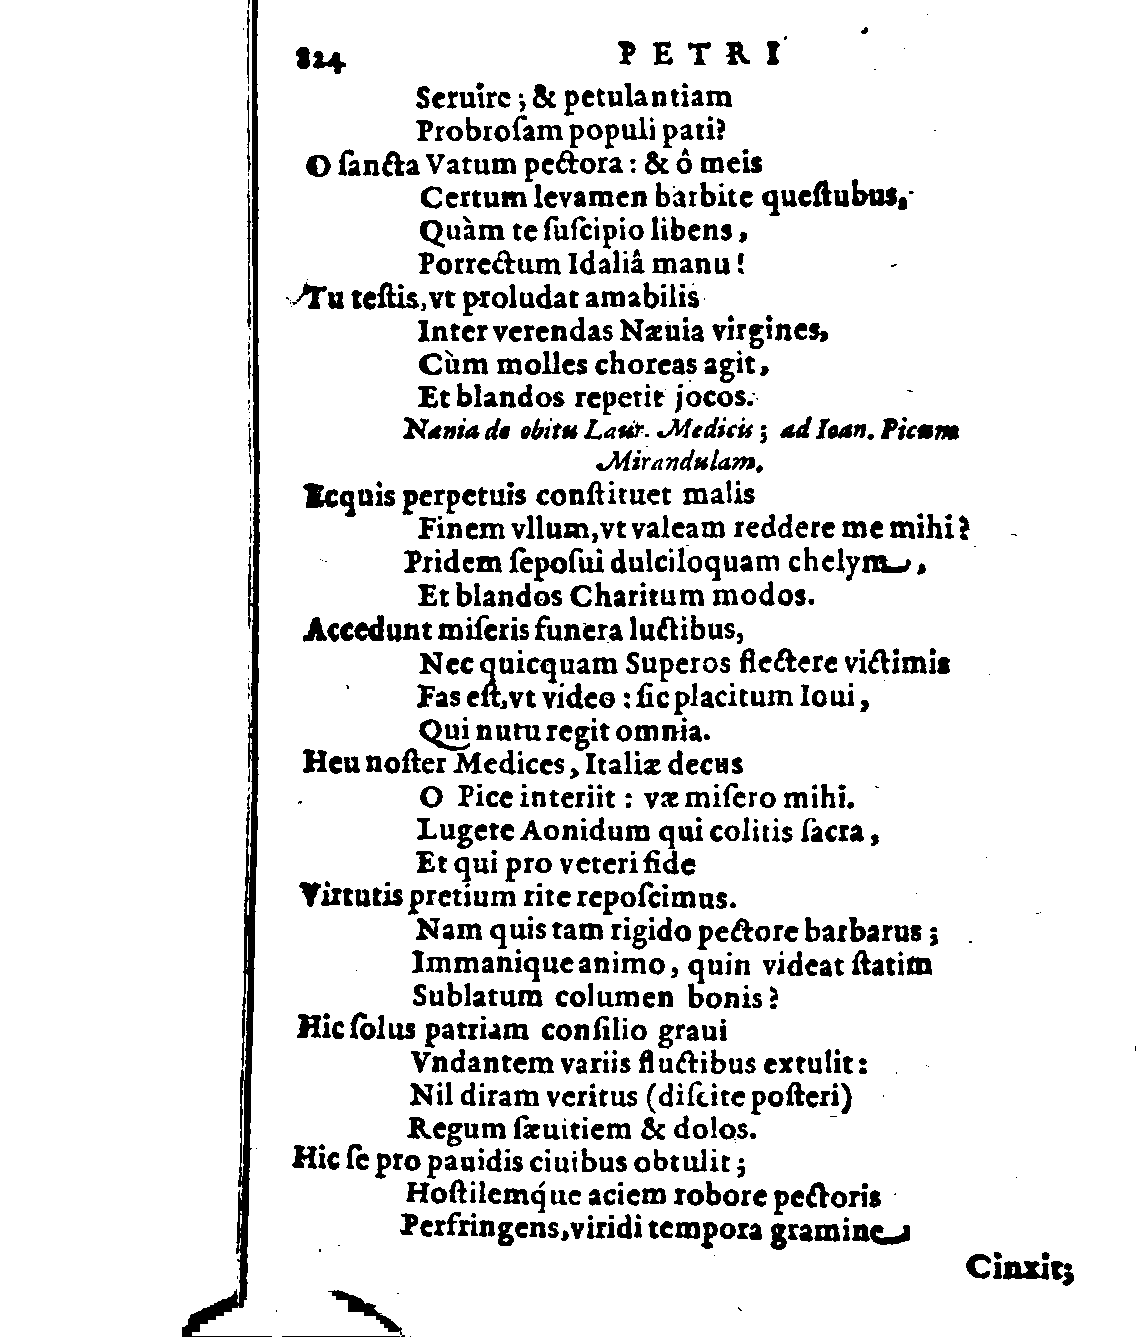 824 PETRI
Seruire ; & petulantiam
Probroſam populi pati?
O ſancta Vatum pectora : & ô meis
Certum levamen barbite queſtubus,
Quàm te ſuſcipio libens ,
Porrectum Idaliâ manu !
Tu teſtis, vt proludat amabilis
Inter verendas Næuia virgines,
Cùm molles choreas agit,
Et blandos repetit jocos.
Nænia de obitu Laur. Medicis ; ad Ioan. Picum
Mirandulam.
Ecquis perpetuis conſtituet malis
Finem vllum, vt valeam reddere me mihi?
Pridem ſepoſui dulciloquam chelym ,
Et blandos Charitum modos.
Accedunt miſeris funera luctibus,
Nec quicquam Superos flectere victimis
Fas eſt, vt video : ſic placitum Ioui ,
Qui nutu regit omnia.
Heu noſter Medices , Italiæ decus
O Pice interiit : væ miſero mihi.
Lugete Aonidum qui colitis ſacra ,
Et qui pro veteri fide
Virtutis pretium rite repoſcimus.
Nam quis tam rigido pectore barbarus ;
Immanique animo , quin videat ſtatim
Sublatum columen bonis ?
Hic ſolus patriam conſilio graui
Vndantem variis fluctibus extulit :
Nil diram veritus (diſcite poſteri)
Regum ſæuitiem & dolos.
Hic ſe pro pauidis ciuibus obtulit ;
Hoſtilemq́ue aciem robore pectoris
Perfringens, viridi tempora gramine
Cinxit;